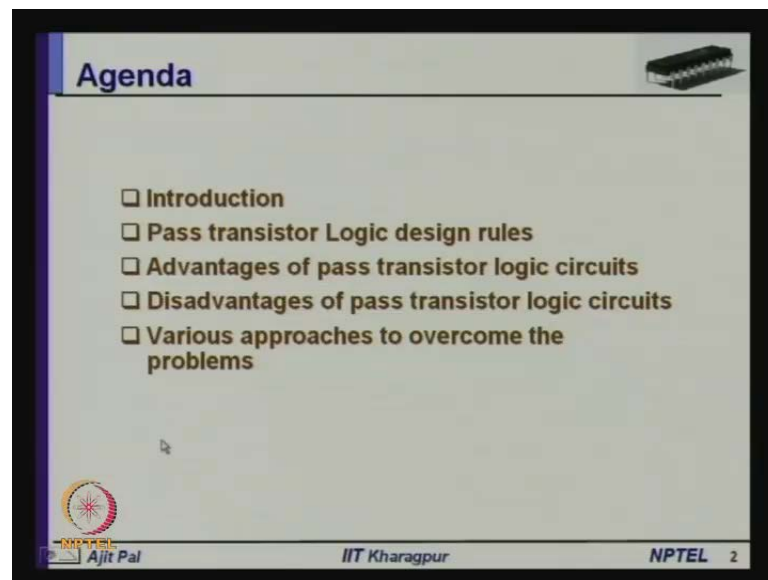 Agenda
❑ Introduction
❑ Pass transistor Logic design rules
❑ Advantages of pass transistor logic circuits
❑ Disadvantages of pass transistor logic circuits
❑ Various approaches to overcome the
problems
NPTEL
Ajit Pal IIT Kharagpur NPTEL 2